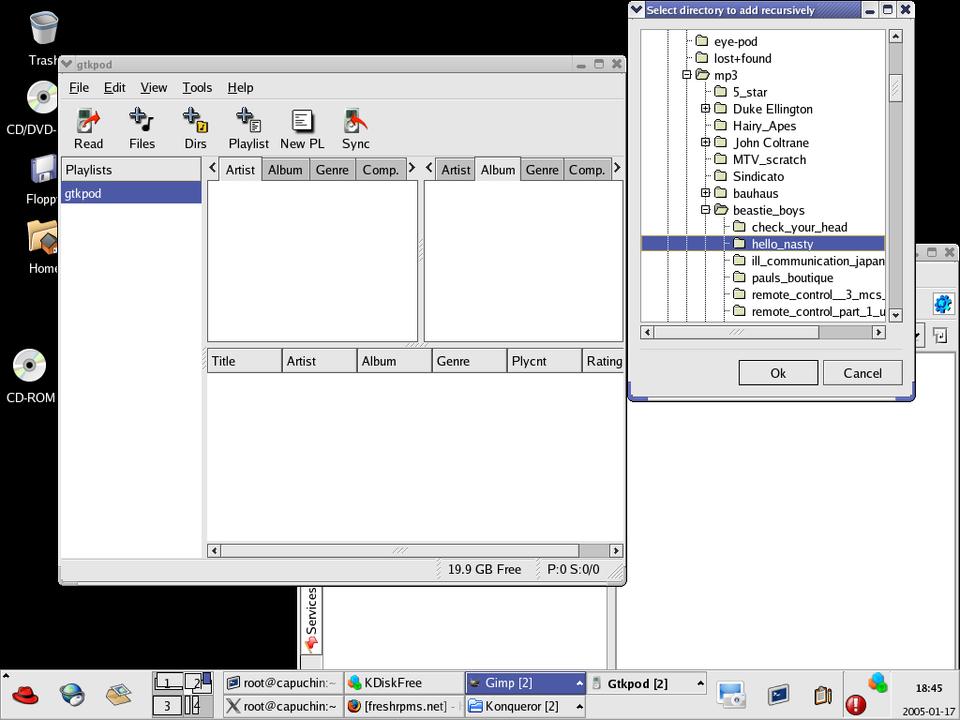 Select directory to add recursively
Trash
CD/DVD-
Floppy
Home
CD-ROM
gtkpod
File Edit View Tools Help
Read Files Dirs Playlist New PL Sync
Playlists
gtkpod
Artist Album Genre Comp.
Artist Album Genre Comp.
Title Artist Album Genre Plycnt Rating
19.9 GB Free P:0 S:0/0
eye-pod
lost+found
mp3
5_star
Duke Ellington
Hairy_Apes
John Coltrane
MTV_scratch
Sindicato
bauhaus
beastie_boys
check_your_head
hello_nasty
ill_communication_japan
pauls_boutique
remote_control__3_mcs_
remote_control_part_1_u
Ok Cancel
Services
1 2
3 4
root@capuchin:~ KDiskFree Gimp [2] Gtkpod [2]
root@capuchin:~ [freshrpms.net] - Konqueror [2]
18:45
2005-01-17